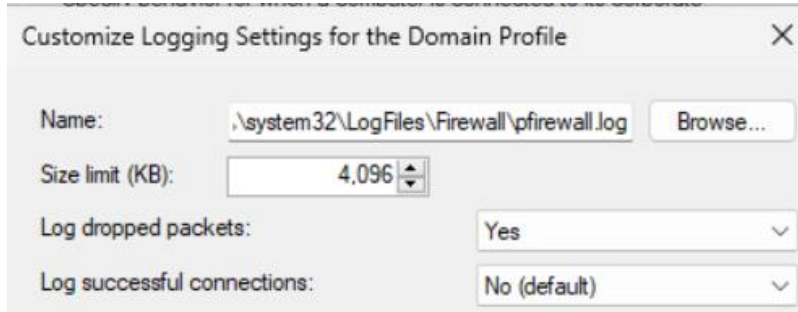 Customize Logging Settings for the Domain Profile
Name: .\system32\LogFiles\Firewall\pfirewall.log Browse...
Size limit (KB): 4,096
Log dropped packets: Yes
Log successful connections: No (default)